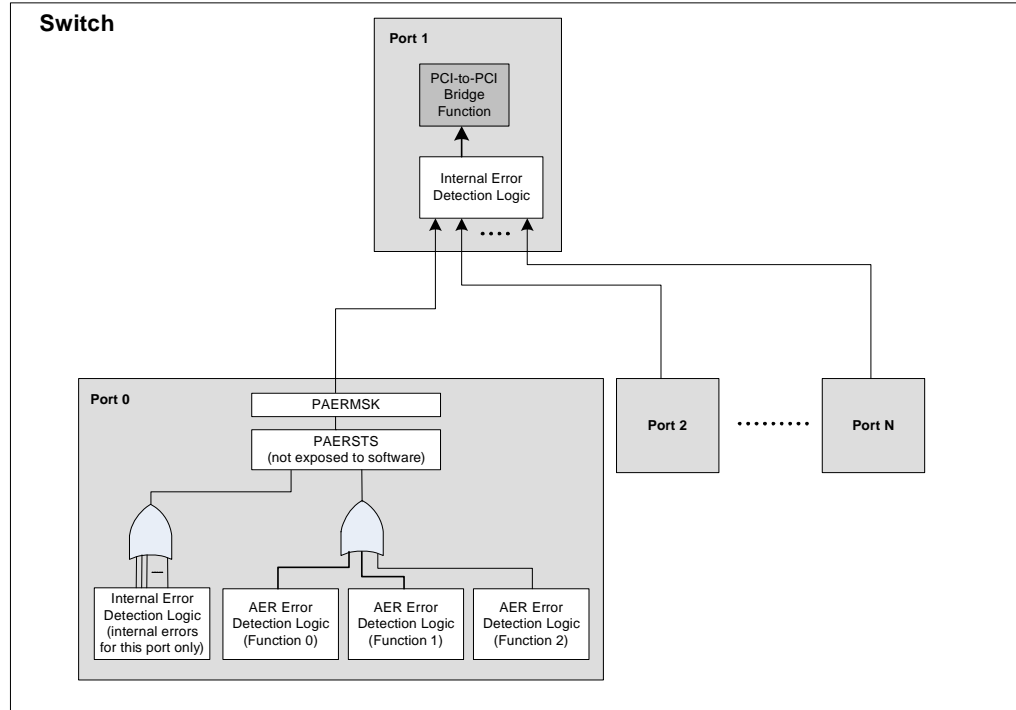 Switch
Port 1
PCI-to-PCI
Bridge
Function
Internal Error
Detection Logic
Port 0
PAERMSK
PAERSTS
(not exposed to software)
Port 2
Port N
Internal Error
Detection Logic
(internal errors
for this port only)
AER Error
Detection Logic
(Function 0)
AER Error
Detection Logic
(Function 1)
AER Error
Detection Logic
(Function 2)